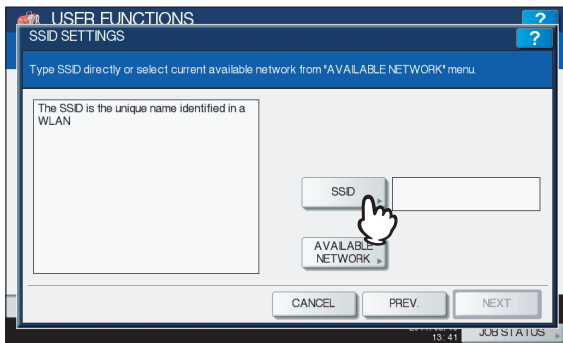 USER FUNCTIONS
?
SSID SETTINGS
?
Type SSID directly or select current available network from "AVAILABLE NETWORK" menu.
The SSID is the unique name identified in a
WLAN
SSID
AVAILABLE
NETWORK
CANCEL
PREV.
NEXT
13:41
JOB STATUS